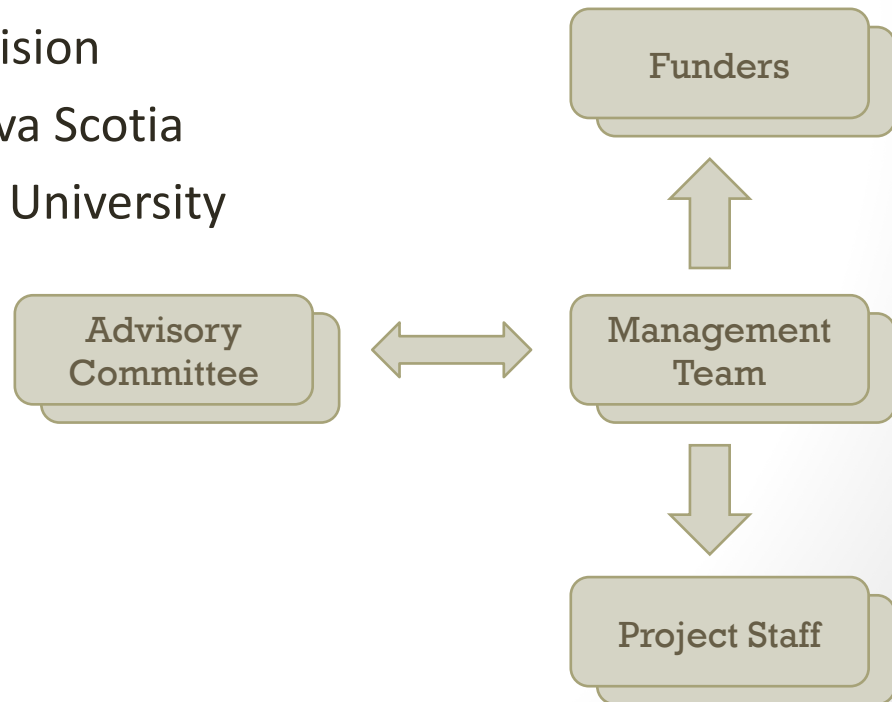 ision
va Scotia
University
Funders
Advisory
Committee
Management
Team
Project Staff